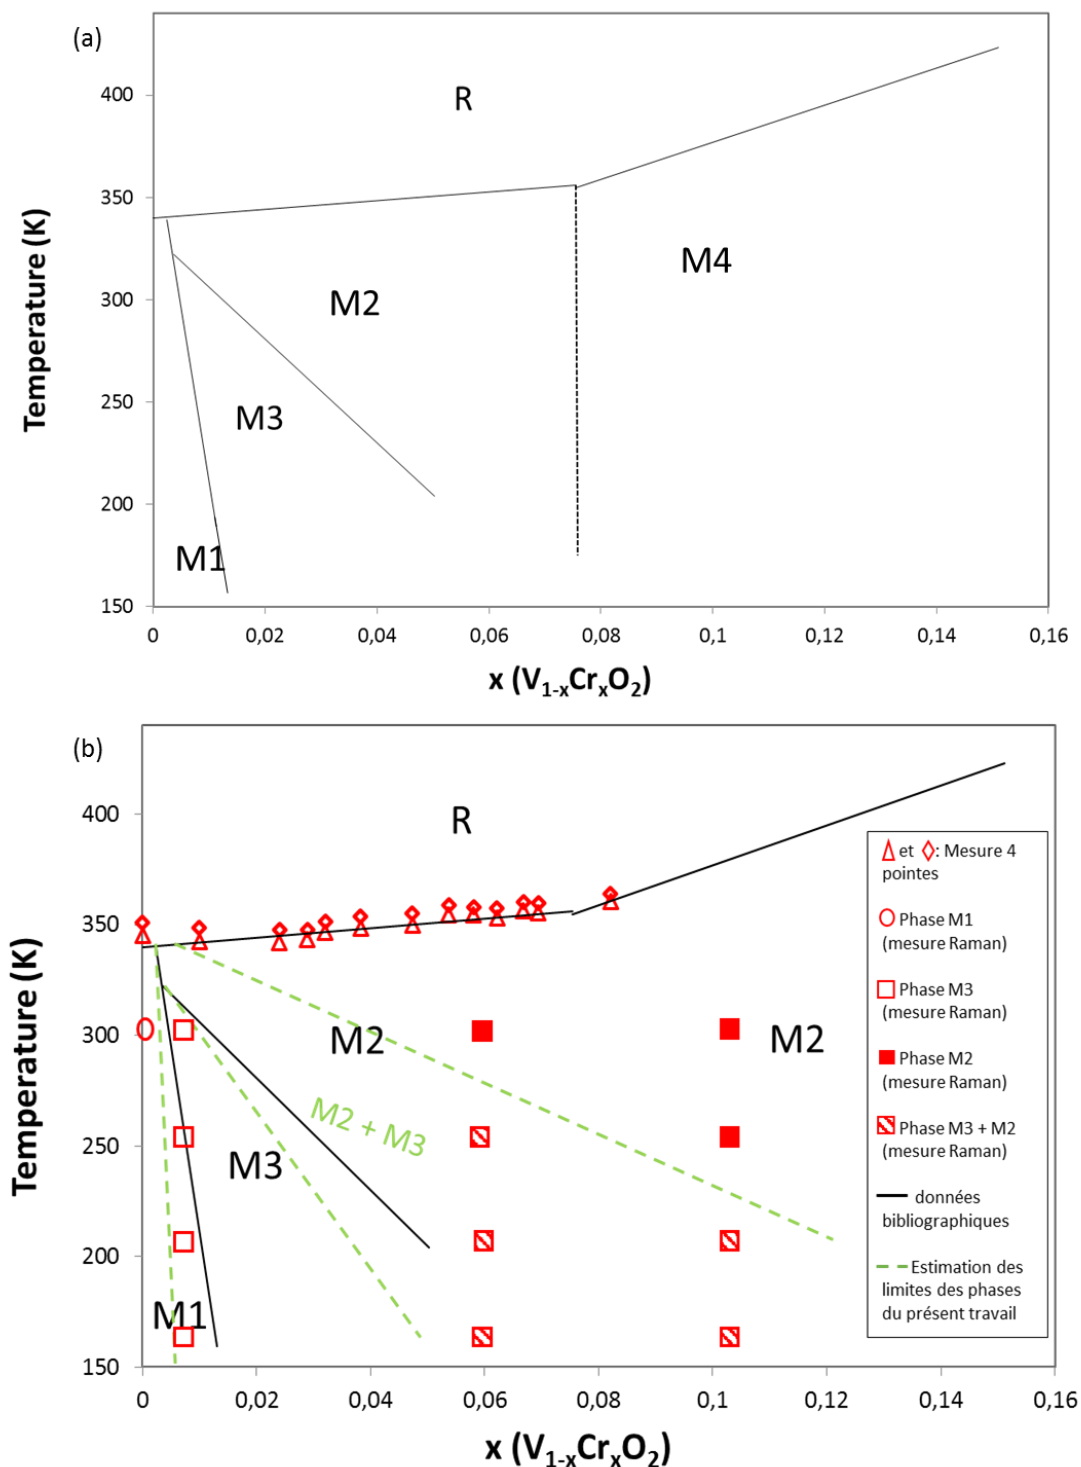 (a)
R
M4
M2
M3
M1
400
350
300
250
200
150
0
0,02
0,04
0,06
0,08
0,1
0,12
0,14
0,16
Temperature (K)
x (V1-xCrxO2)
(b)
R
M2
M2
M2 + M3
M3
M1
400
350
300
250
200
150
0
0,02
0,04
0,06
0,08
0,1
0,12
0,14
0,16
Temperature (K)
x (V1-xCrxO2)
et : Mesure 4
pointes
Phase M1
(mesure Raman)
Phase M3
(mesure Raman)
Phase M2
(mesure Raman)
Phase M3 + M2
(mesure Raman)
données
bibliographiques
Estimation des
limites des phases
du présent travail